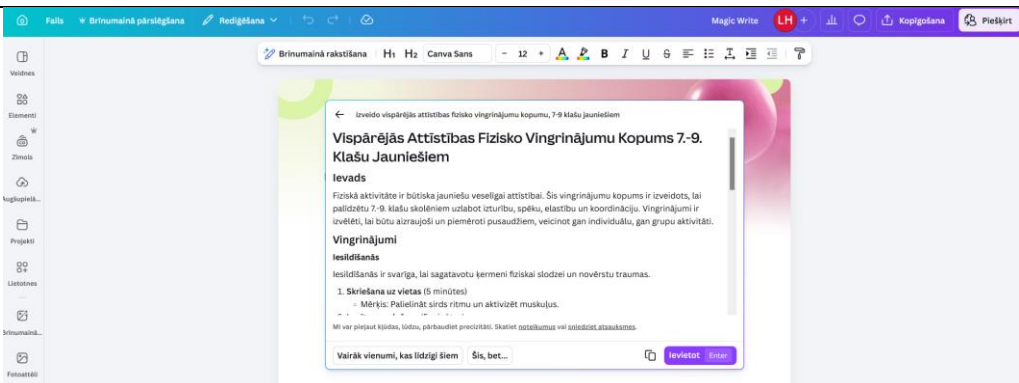 Fails
Brīnumainā pārslēgšana
Rediģēšana
Magic Write
LH
+
Kopīgošana
Piešķirt
Veidnes
Elementi
Zīmols
Augšupielā...
Projekti
Lietotnes
Brīnumainā...
Fotoattēli
Brīnumainā rakstīšana
H1 H2 Canva Sans − 12 + A B I U S
← Izveido vispārējās attīstības fizisko vingrinājumu kopumu, 7-9 klašu jauniešiem
Vispārējās Attīstības Fizisko Vingrinājumu Kopums 7.-9.
Klašu Jauniešiem
Ievads
Fiziskā aktivitāte ir būtiska jauniešu veselīgai attīstībai. Šis vingrinājumu kopums ir izveidots, lai
palīdzētu 7.-9. klašu skolēniem uzlabot izturību, spēku, elastību un koordināciju. Vingrinājumi ir
izvēlēti, lai būtu aizraujoši un piemēroti pusaudžiem, veicinot gan individuālu, gan grupu aktivitāti.
Vingrinājumi
Iesildīšanās
Iesildīšanās ir svarīga, lai sagatavotu ķermeni fiziskai slodzei un novērstu traumas.
1. Skriešana uz vietas (5 minūtes)
◦ Mērķis: Palielināt sirds ritmu un aktivizēt muskuļus.
MI var pieļaut kļūdas, lūdzu, pārbaudiet precizitāti. Skatiet noteikumus vai sniedziet atsauksmes.
Vairāk vienumi, kas līdzīgi šiem
Šis, bet...
Ievietot Enter